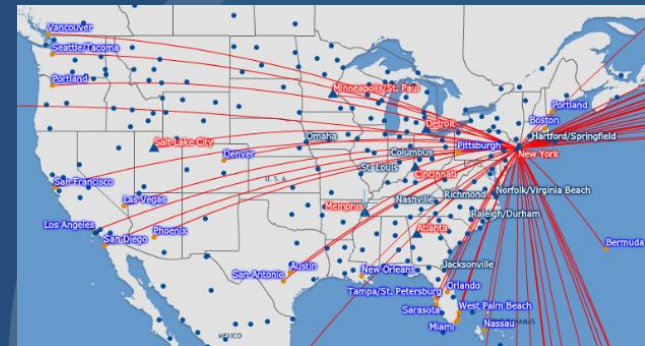 Vancouver
Seattle/Tacoma
Portland
Minneapolis/St. Paul
Portland
Boston
Detroit
Hartford/Springfield
Omaha
Salt Lake City
Pittsburgh
New York
Columbus
Denver
St. Louis
Cincinnati
U.S.A.
San Francisco
Norfolk/Virginia Beach
Richmond
Las Vegas
Nashville
Memphis
Raleigh/Durham
Los Angeles
Atlanta
San Diego
Phoenix
Bermuda
Jacksonville
Austin
San Antonio
New Orleans
Orlando
Tampa/St. Petersburg
Sarasota
West Palm Beach
Miami
Nassau
MEXICO